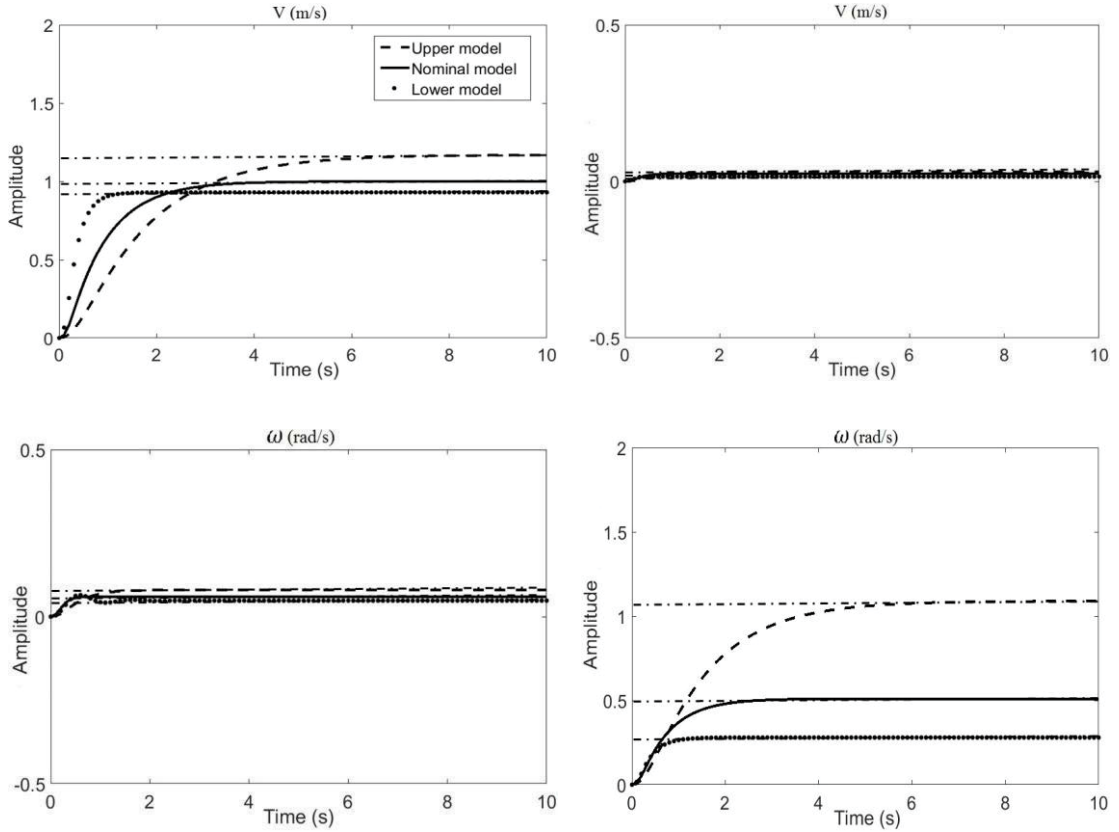 V (m/s)
2
1.5
1
0.5
0
Amplitude
Upper model
Nominal model
Lower model
0 2 4 6 8 10
Time (s)
V (m/s)
0.5
0
-0.5
Amplitude
0 2 4 6 8 10
Time (s)
ω (rad/s)
0.5
0
-0.5
Amplitude
0 2 4 6 8 10
Time (s)
ω (rad/s)
2
1.5
1
0.5
0
Amplitude
0 2 4 6 8 10
Time (s)